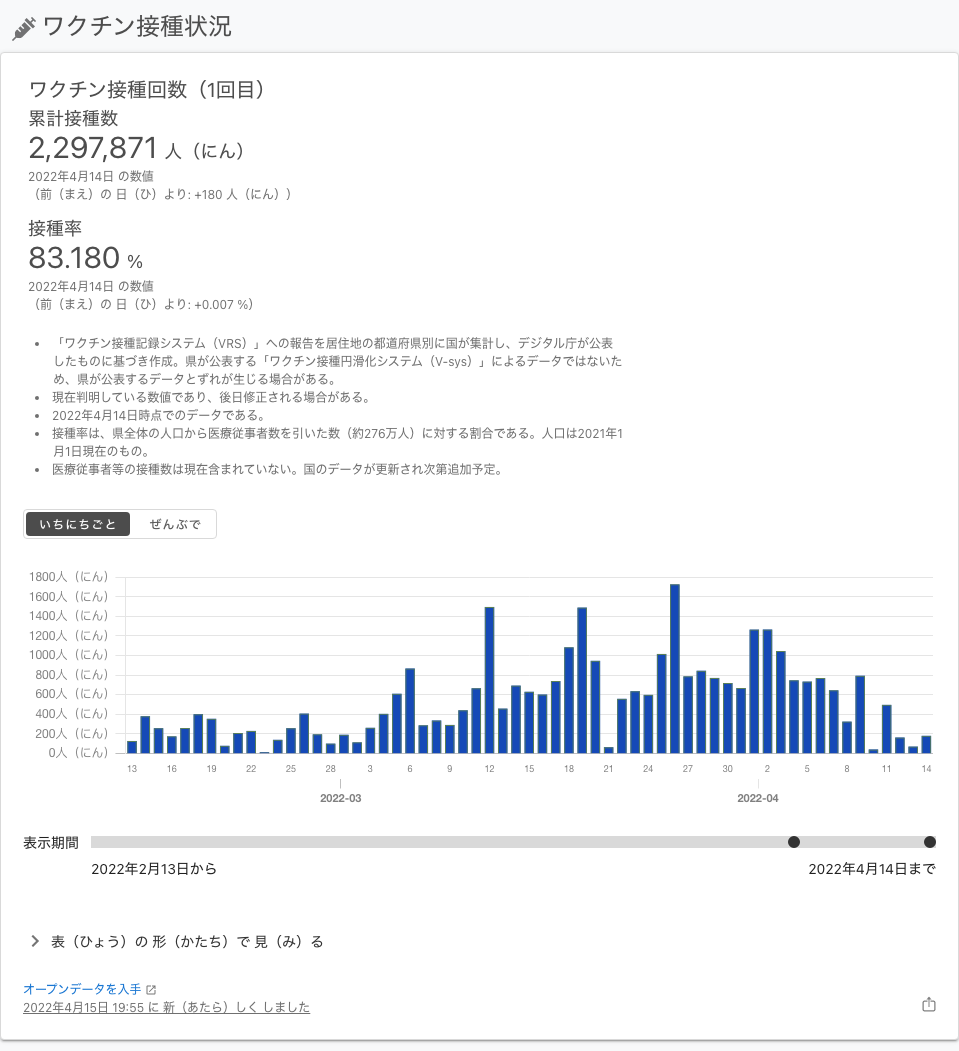 ワクチン接種状況
ワクチン接種回数（1回目）
累計接種数
2,297,871 人（にん）
2022年4月14日 の数値
（前（まえ）の 日（ひ）より: +180 人（にん））
接種率
83.180 %
2022年4月14日 の数値
（前（まえ）の 日（ひ）より: +0.007 %）
• 「ワクチン接種記録システム（VRS）」への報告を居住地の都道府県別に国が集計し、デジタル庁が公表
したものに基づき作成。県が公表する「ワクチン接種円滑化システム（V-sys）」によるデータではないた
め、県が公表するデータとずれが生じる場合がある。
• 現在判明している数値であり、後日修正される場合がある。
• 2022年4月14日時点でのデータである。
• 接種率は、県全体の人口から医療従事者数を引いた数（約276万人）に対する割合である。人口は2021年1
月1日現在のもの。
• 医療従事者等の接種数は現在含まれていない。国のデータが更新され次第追加予定。
いちにちごと ぜんぶで
1800人（にん）
1600人（にん）
1400人（にん）
1200人（にん）
1000人（にん）
800人（にん）
600人（にん）
400人（にん）
200人（にん）
0人（にん）
13 16 19 22 25 28 3 6 9 12 15 18 21 24 27 30 2 5 8 11 14
2022-03 2022-04
表示期間
2022年2月13日から 2022年4月14日まで
表（ひょう）の 形（かたち）で 見（み）る
オープンデータを入手
2022年4月15日 19:55 に 新（あたら）しく しました